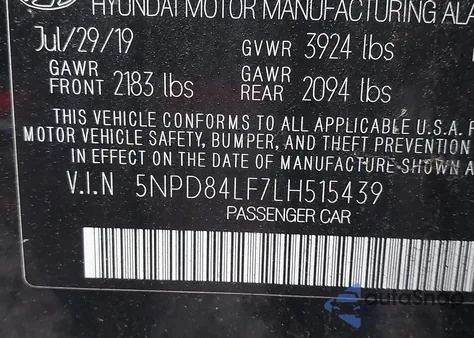 HYUNDAI MOTOR MANUFACTURING ALA
Jul/29/19 GVWR 3924 lbs
GAWR FRONT 2183 lbs GAWR REAR 2094 lbs
THIS VEHICLE CONFORMS TO ALL APPLICABLE U.S.A. F
MOTOR VEHICLE SAFETY, BUMPER, AND THEFT PREVENTION
IN EFFECT ON THE DATE OF MANUFACTURE SHOWN A
V.I.N 5NPD84LF7LH515439
PASSENGER CAR
autoSnap